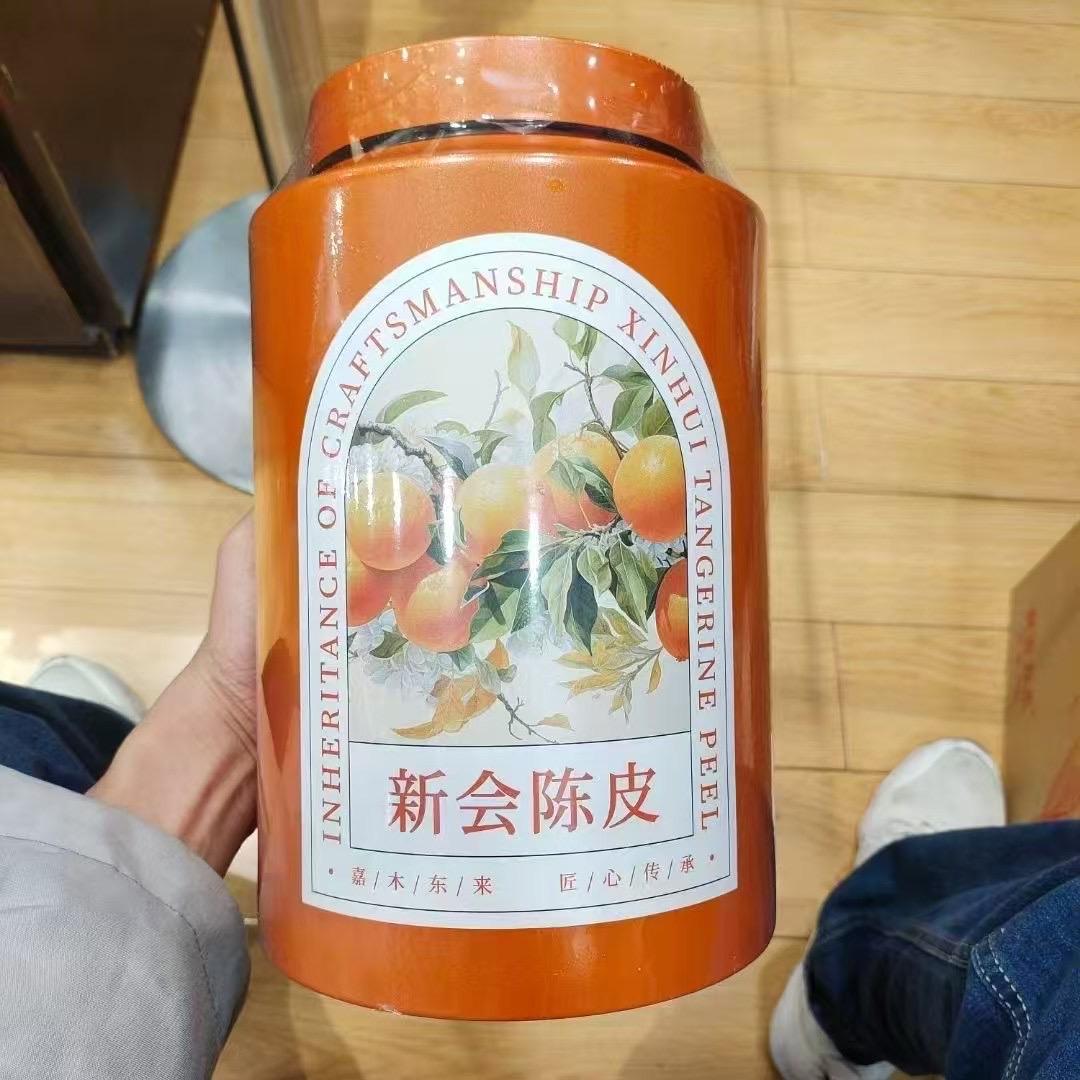 INHERITANCE OF CRAFTSMANSHIP XINHUI TANGERINE PEEL
新会陈皮
·嘉/木/东/来 匠/心/传/承·